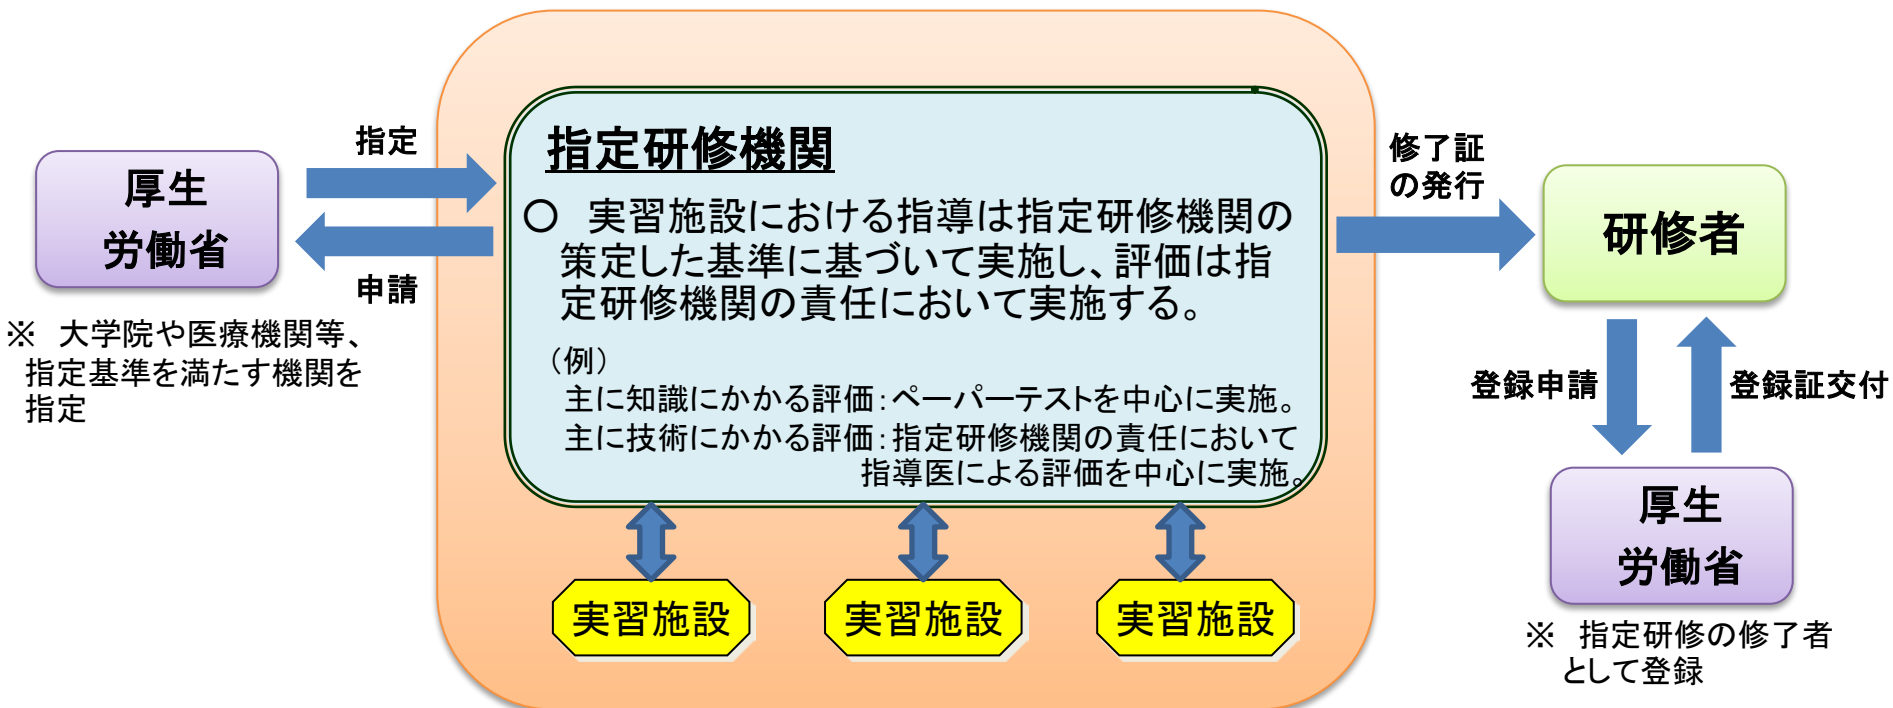 指定
厚生
労働省
申請
※ 大学院や医療機関等、
指定基準を満たす機関を
指定
指定研修機関
○ 実習施設における指導は指定研修機関の
策定した基準に基づいて実施し、評価は指
定研修機関の責任において実施する。
（例）
主に知識にかかる評価：ペーパーテストを中心に実施。
主に技術にかかる評価：指定研修機関の責任において
指導医による評価を中心に実施。
実習施設
実習施設
実習施設
修了証
の発行
研修者
登録申請
登録証交付
厚生
労働省
※ 指定研修の修了者
として登録